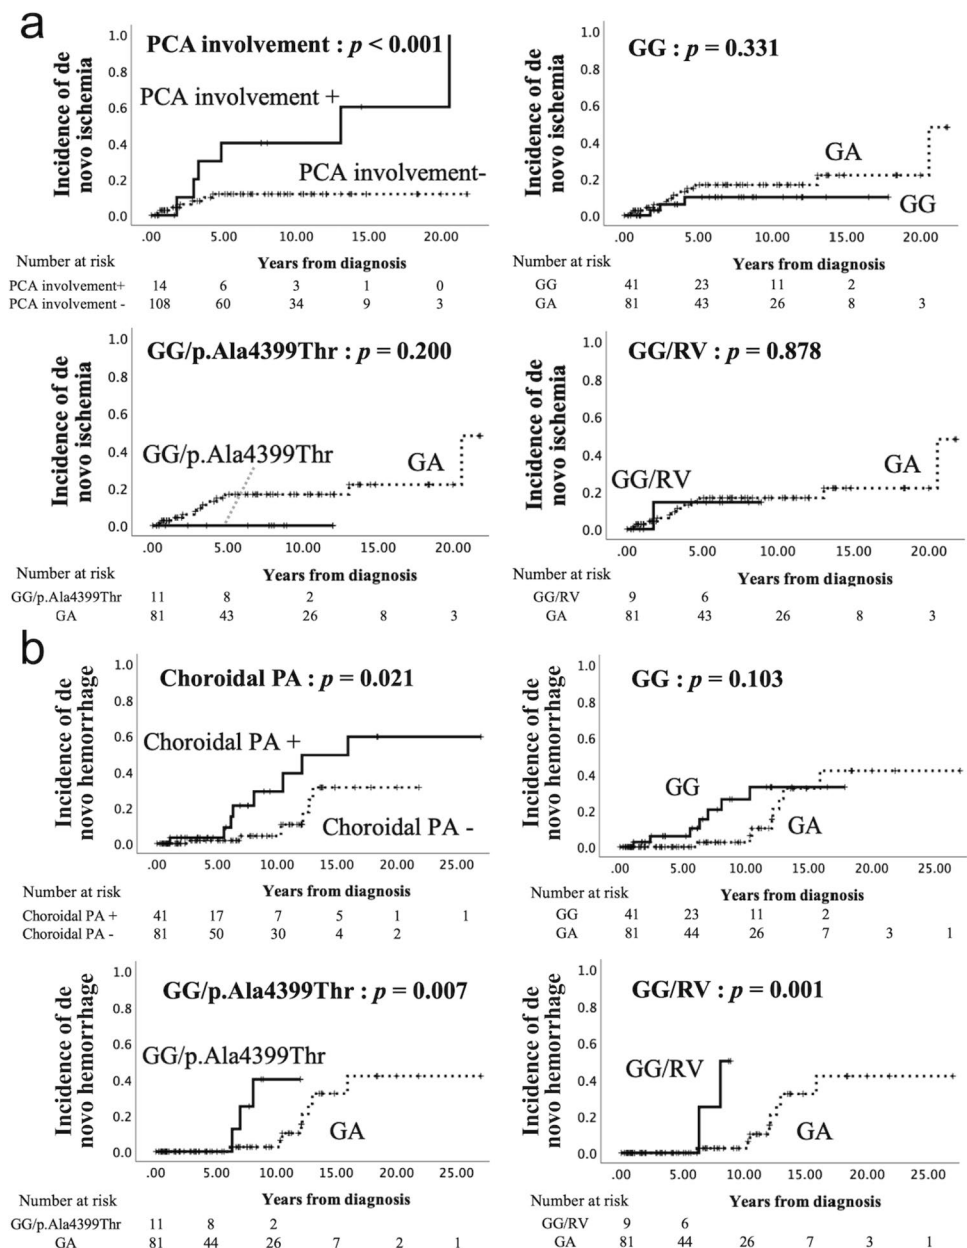 a
PCA involvement : p < 0.001
Incidence of de
novo ischemia
1.0
0.8
0.6
0.4
0.2
0.0
PCA involvement +
PCA involvement-
.00 5.00 10.00 15.00 20.00
Number at risk
Years from diagnosis
PCA involvement+ 14 6 3 1 0
PCA involvement - 108 60 34 9 3
GG : p = 0.331
Incidence of de
novo ischemia
1.0
0.8
0.6
0.4
0.2
0.0
GA
GG
.00 5.00 10.00 15.00 20.00
Number at risk
Years from diagnosis
GG 41 23 11 2
GA 81 43 26 8 3
GG/p.Ala4399Thr : p = 0.200
Incidence of de
novo ischemia
1.0
0.8
0.6
0.4
0.2
0.0
GG/p.Ala4399Thr
GA
.00 5.00 10.00 15.00 20.00
Number at risk
Years from diagnosis
GG/p.Ala4399Thr 11 8 2
GA 81 43 26 8 3
GG/RV : p = 0.878
Incidence of de
novo ischemia
1.0
0.8
0.6
0.4
0.2
0.0
GG/RV
GA
.00 5.00 10.00 15.00 20.00
Number at risk
Years from diagnosis
GG/RV 9 6
GA 81 43 26 8 3
b
Choroidal PA : p = 0.021
Incidence of de
novo hemorrhage
1.0
0.8
0.6
0.4
0.2
0.0
Choroidal PA +
Choroidal PA -
.00 5.00 10.00 15.00 20.00 25.00
Number at risk
Years from diagnosis
Choroidal PA + 41 17 7 5 1 1
Choroidal PA - 81 50 30 4 2
GG : p = 0.103
Incidence of de
novo hemorrhage
1.0
0.8
0.6
0.4
0.2
0.0
GG
GA
.00 5.00 10.00 15.00 20.00 25.00
Number at risk
Years from diagnosis
GG 41 23 11 2
GA 81 44 26 7 3 1
GG/p.Ala4399Thr : p = 0.007
Incidence of de
novo hemorrhage
1.0
0.8
0.6
0.4
0.2
0.0
GG/p.Ala4399Thr
GA
.00 5.00 10.00 15.00 20.00 25.00
Number at risk
Years from diagnosis
GG/p.Ala4399Thr 11 8 2
GA 81 44 26 7 2 1
GG/RV : p = 0.001
Incidence of de
novo hemorrhage
1.0
0.8
0.6
0.4
0.2
0.0
GG/RV
GA
.00 5.00 10.00 15.00 20.00 25.00
Number at risk
Years from diagnosis
GG/RV 9 6
GA 81 44 26 7 3 1